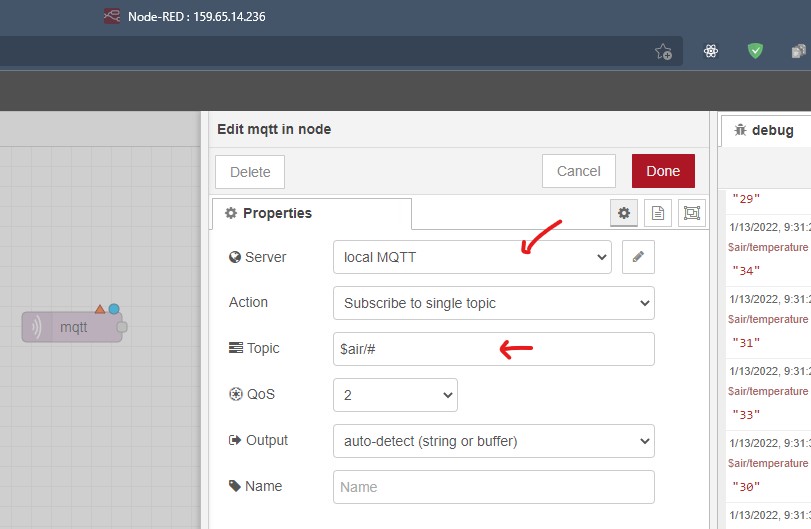 Node-RED : 159.65.14.236
Edit mqtt in node
Delete
Cancel
Done
Properties
Server
local MQTT
Action
Subscribe to single topic
Topic
$air/#
QoS
2
Output
auto-detect (string or buffer)
Name
Name
mqtt
debug
"29"
1/13/2022, 9:31:2
$air/temperature
"34"
1/13/2022, 9:31:2
$air/temperature
"31"
1/13/2022, 9:31:2
$air/temperature
"33"
1/13/2022, 9:31:3
$air/temperature
"30"
1/13/2022, 9:31:3